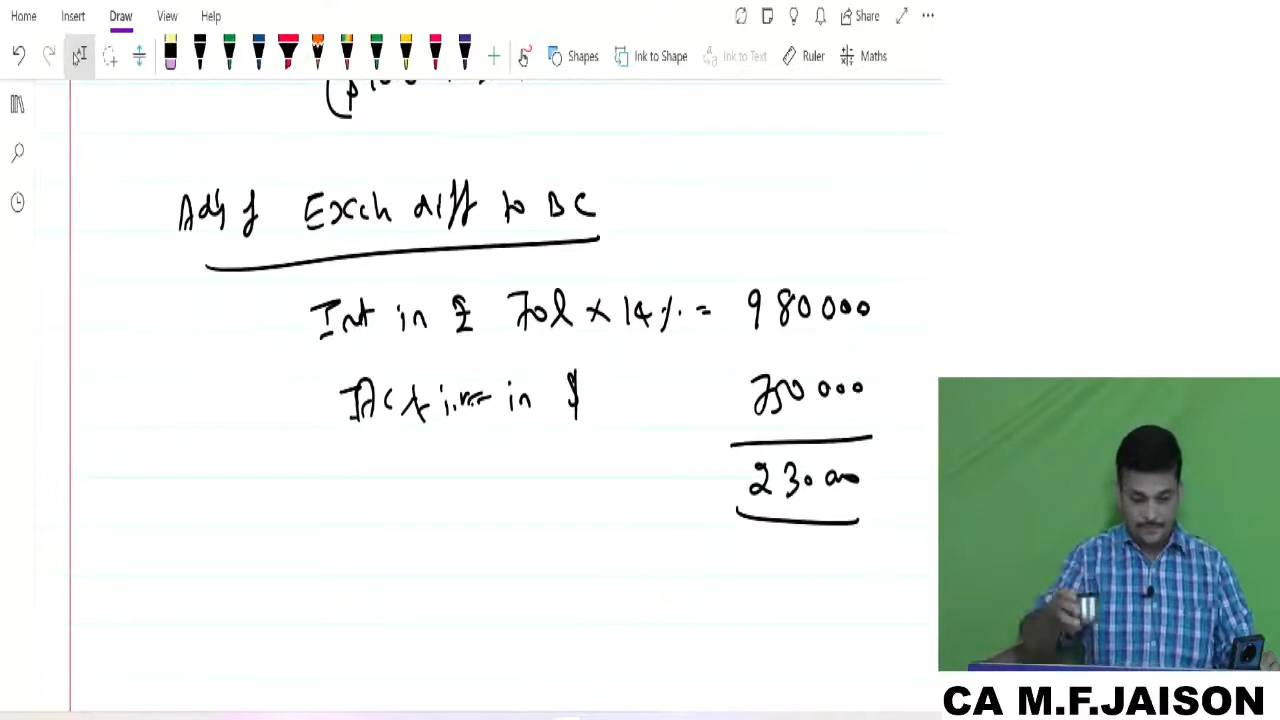 Home Insert Draw View Help Share
Shapes Ink to Shape Ink to Text Ruler Maths
Adj of Exch diff to BC
Int in ₤ 70l x 14% = 980000
Act in $ 750000
230000
CA M.F.JAISON